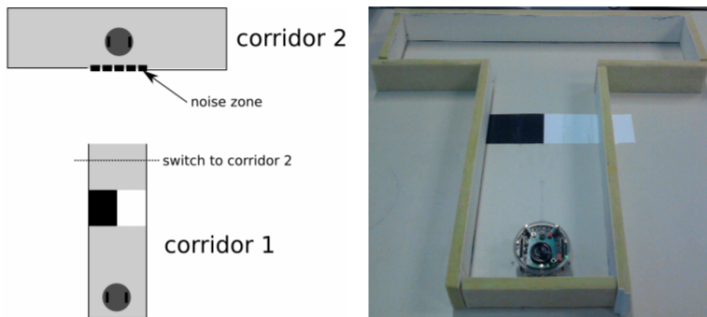 corridor 2
noise zone
switch to corridor 2
corridor 1